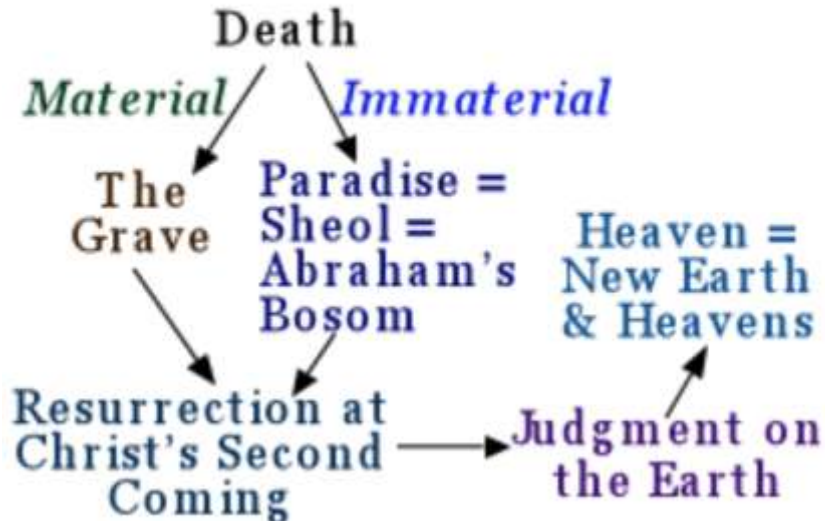 Death
Material
Immaterial
The
Grave
Paradise =
Sheol =
Abraham's
Bosom
Heaven =
New Earth
& Heavens
Resurrection at
Christ's Second
Coming
Judgment on
the Earth